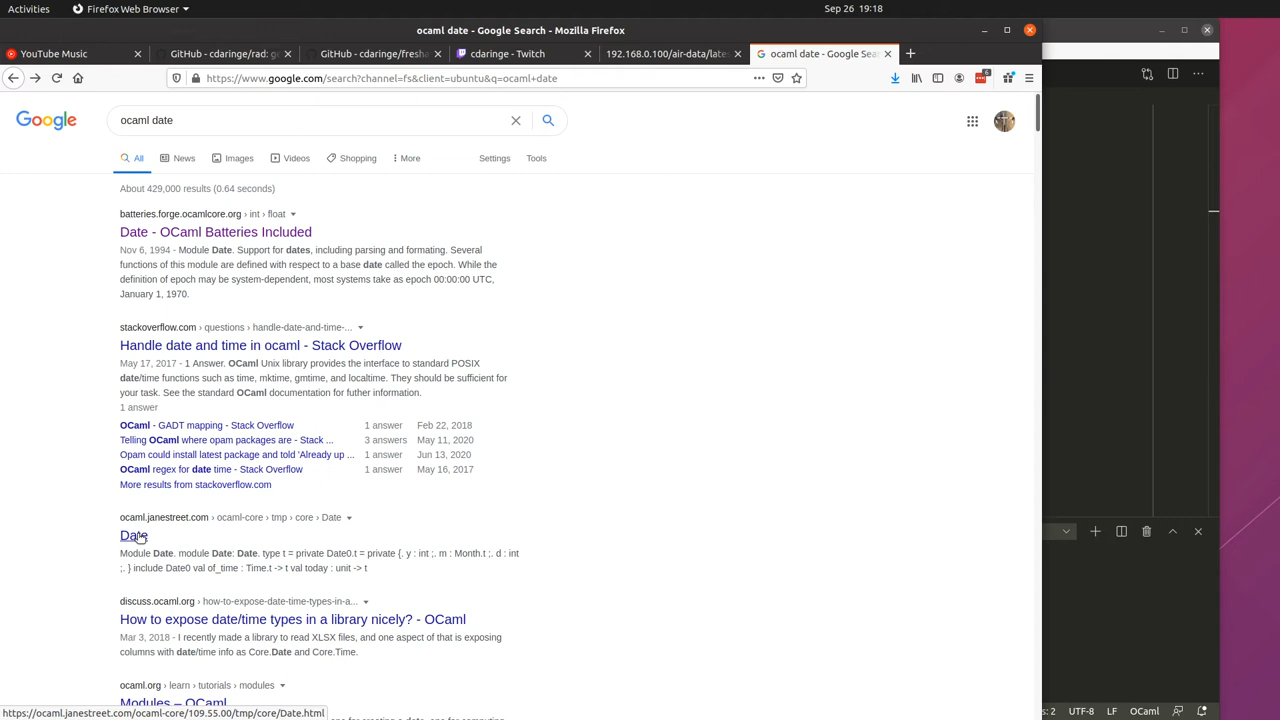 Activities Firefox Web Browser Sep 26 19:18
ocaml date - Google Search - Mozilla Firefox
YouTube Music GitHub - cdaringe/rad: g GitHub - cdaringe/fresha cdaringe - Twitch 192.168.0.100/air-data/late ocaml date - Google Sear
https://www.google.com/search?channel=fs&client=ubuntu&q=ocaml+date
6
Google ocaml date
All News Images Videos Shopping More Settings Tools
About 429,000 results (0.64 seconds)
batteries.forge.ocamlcore.org › int › float
Date - OCaml Batteries Included
Nov 6, 1994 - Module Date. Support for dates, including parsing and formating. Several
functions of this module are defined with respect to a base date called the epoch. While the
definition of epoch may be system-dependent, most systems take as epoch 00:00:00 UTC,
January 1, 1970.
stackoverflow.com › questions › handle-date-and-time-...
Handle date and time in ocaml - Stack Overflow
May 17, 2017 - 1 Answer. OCaml Unix library provides the interface to standard POSIX
date/time functions such as time, mktime, gmtime, and localtime. They should be sufficient for
your task. See the standard OCaml documentation for futher information.
1 answer
OCaml - GADT mapping - Stack Overflow 1 answer Feb 22, 2018
Telling OCaml where opam packages are - Stack ... 3 answers May 11, 2020
Opam could install latest package and told 'Already up ... 1 answer Jun 13, 2020
OCaml regex for date time - Stack Overflow 1 answer May 16, 2017
More results from stackoverflow.com
ocaml.janestreet.com › ocaml-core › tmp › core › Date
Date
Module Date. module Date: Date. type t = private Date0.t = private {. y : int ;. m : Month.t ;. d : int
;. } include Date0 val of_time : Time.t -> t val today : unit -> t
discuss.ocaml.org › how-to-expose-date-time-types-in-a...
How to expose date/time types in a library nicely? - OCaml
Mar 3, 2018 - I recently made a library to read XLSX files, and one aspect of that is exposing
columns with date/time info as Core.Date and Core.Time.
ocaml.org › learn › tutorials › modules
Modules – OCaml
https://ocaml.janestreet.com/ocaml-core/109.55.00/tmp/core/Date.html
: 2 UTF-8 LF OCaml